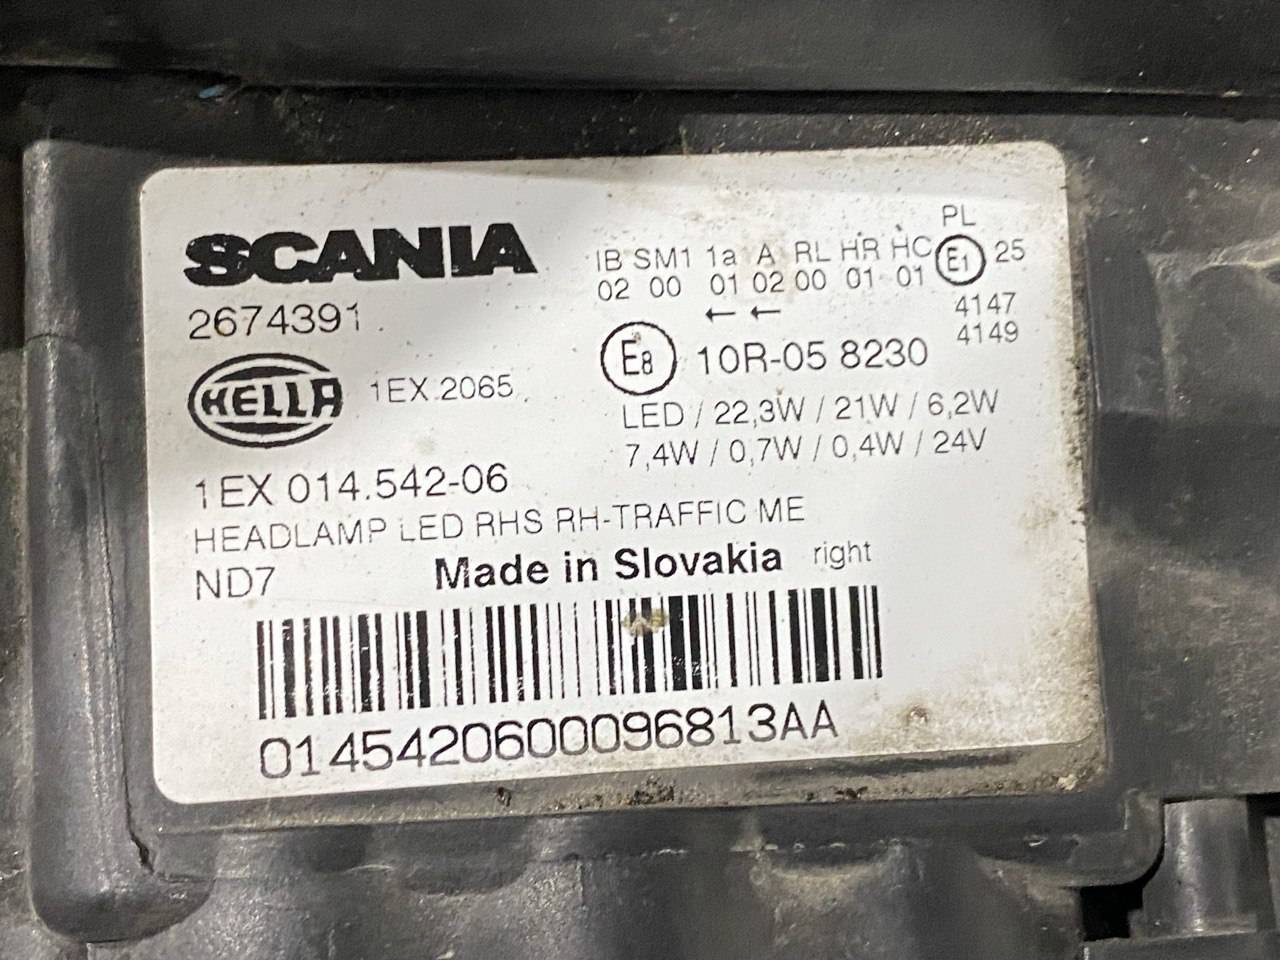 SCANIA
2674391
HELLA 1EX.2065
1EX 014.542-06
HEADLAMP LED RHS RH-TRAFFIC ME
ND7
Made in Slovakia right
PL
IB SM1 1a A RL HR HC E1 25
02 00 01 02 00 01 01
← ←
4147
4149
E8 10R-05 8230
LED / 22,3W / 21W / 6,2W
7,4W / 0,7W / 0,4W / 24V
0145420600096813AA